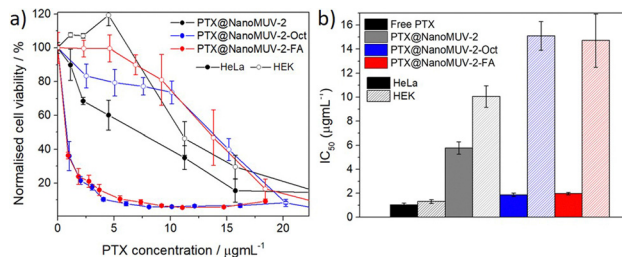 a)
PTX@NanoMUV-2
PTX@NanoMUV-2-Oct
PTX@NanoMUV-2-FA
HeLa
HEK
Normalised cell viability / %
120
100
80
60
40
20
0
5
10
15
20
PTX concentration / µgmL-1
b)
Free PTX
PTX@NanoMUV-2
PTX@NanoMUV-2-Oct
PTX@NanoMUV-2-FA
HeLa
HEK
IC50 (µgmL-1)
16
14
12
10
8
6
4
2
0